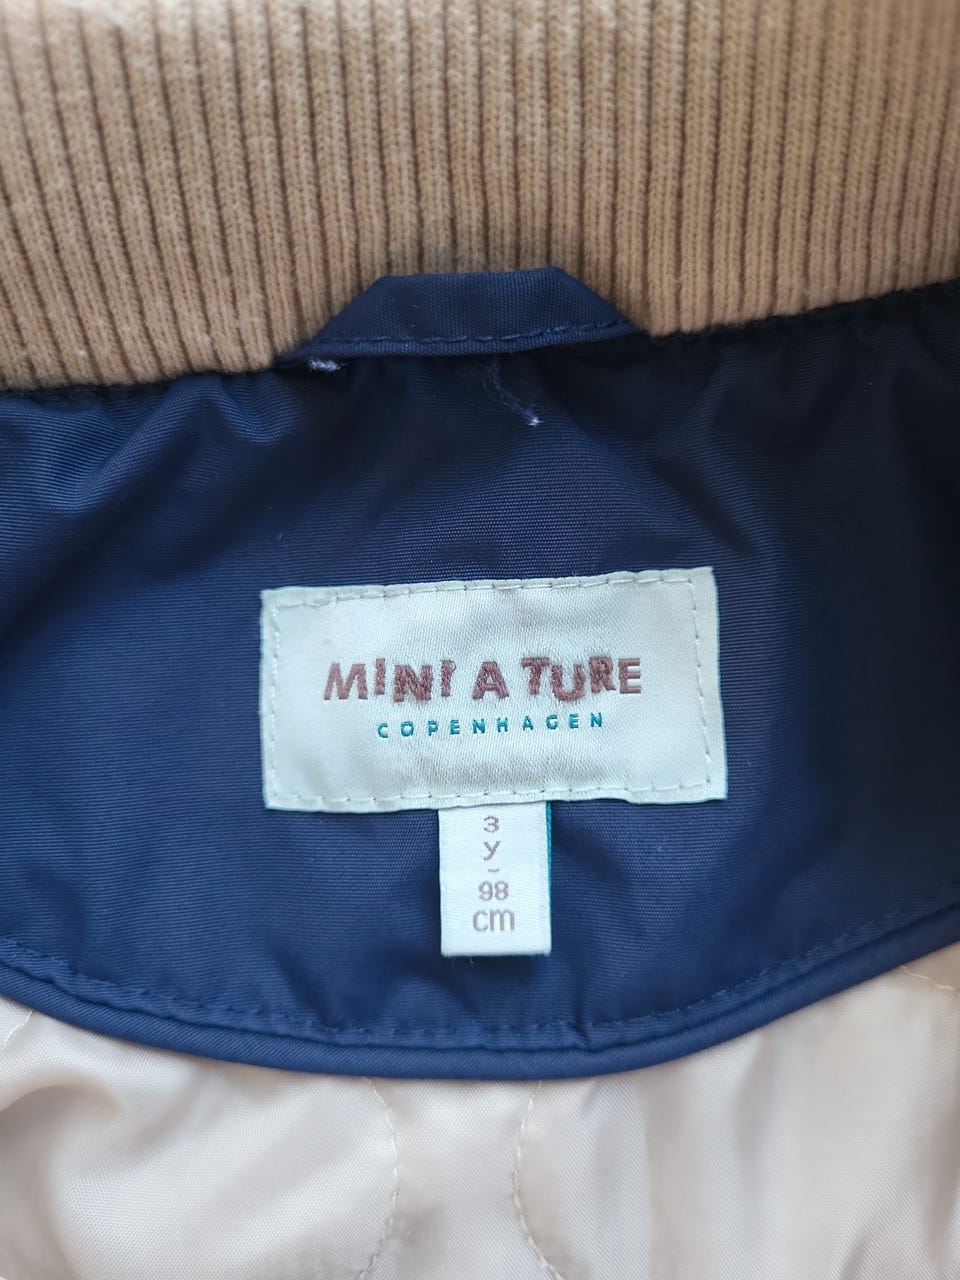 MINI A TURE
COPENHAGEN
3
Y
-
98
cm